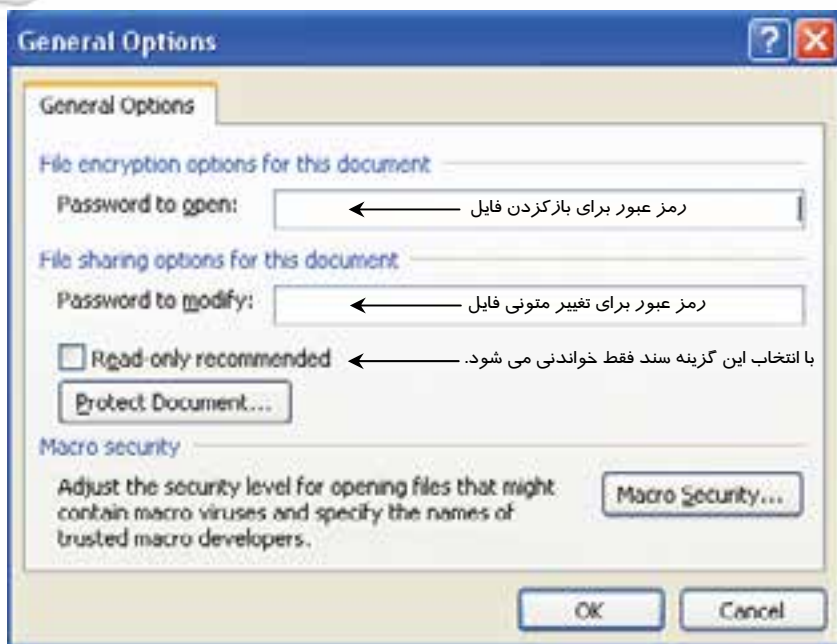 General Options
General Options
File encryption options for this document
Password to open:
رمز عبور برای بازکردن فایل
File sharing options for this document
Password to modify:
رمز عبور برای تغییر متونی فایل
Read-only recommended
با انتخاب این گزینه سند فقط خواندنی می شود.
Protect Document...
Macro security
Adjust the security level for opening files that might
contain macro viruses and specify the names of
trusted macro developers.
Macro Security...
OK
Cancel